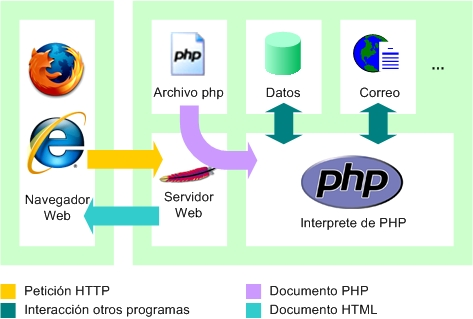 php
Archivo php
Datos
Correo
...
Navegador
Web
Servidor
Web
php
Interprete de PHP
Petición HTTP
Interacción otros programas
Documento PHP
Documento HTML